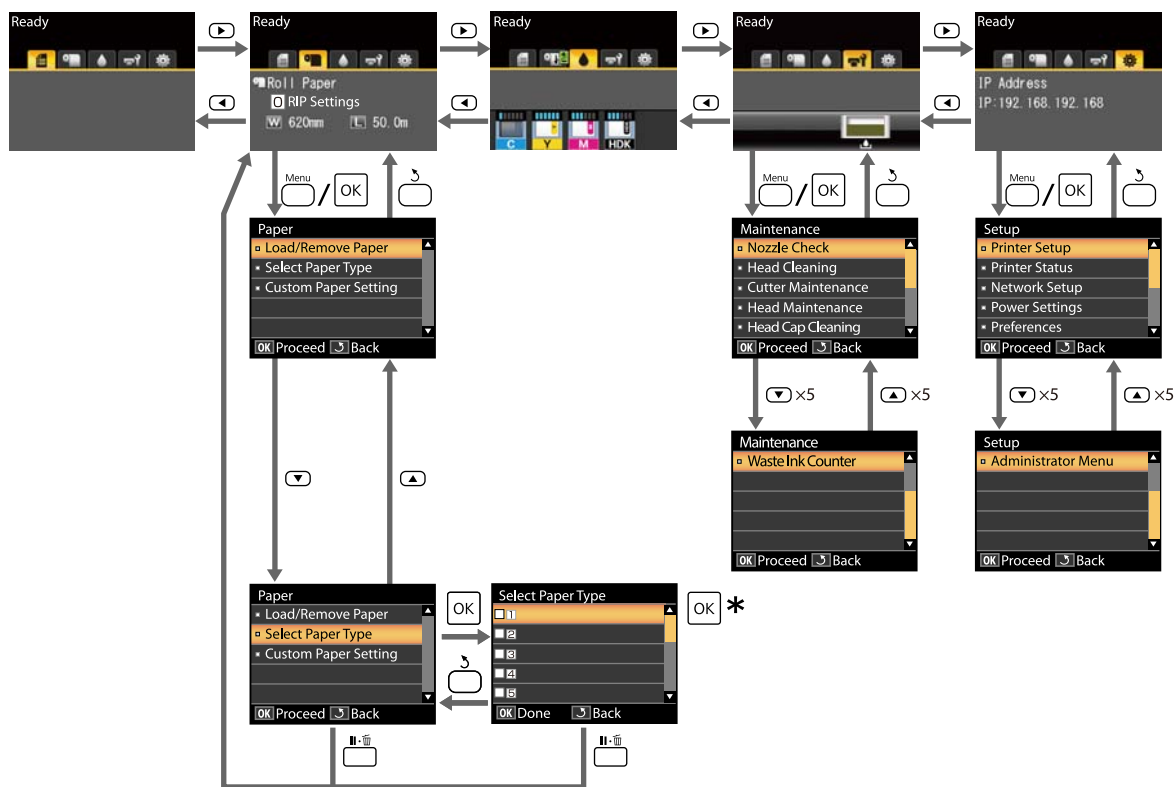 Ready
Ready
Ready
Ready
Ready
Roll Paper
0 RIP Settings
W 620mm L 50.0m
C Y M HDK
IP Address
IP:192.168.192.168
Menu / OK
Menu / OK
Menu / OK
Paper
Load/Remove Paper
Select Paper Type
Custom Paper Setting
OK Proceed Back
Maintenance
Nozzle Check
Head Cleaning
Cutter Maintenance
Head Maintenance
Head Cap Cleaning
OK Proceed Back
Setup
Printer Setup
Printer Status
Network Setup
Power Settings
Preferences
OK Proceed Back
×5
×5
×5
×5
Maintenance
Waste Ink Counter
OK Proceed Back
Setup
Administrator Menu
OK Proceed Back
Paper
Load/Remove Paper
Select Paper Type
Custom Paper Setting
OK Proceed Back
OK
Select Paper Type
1
2
3
4
5
OK Done Back
OK *